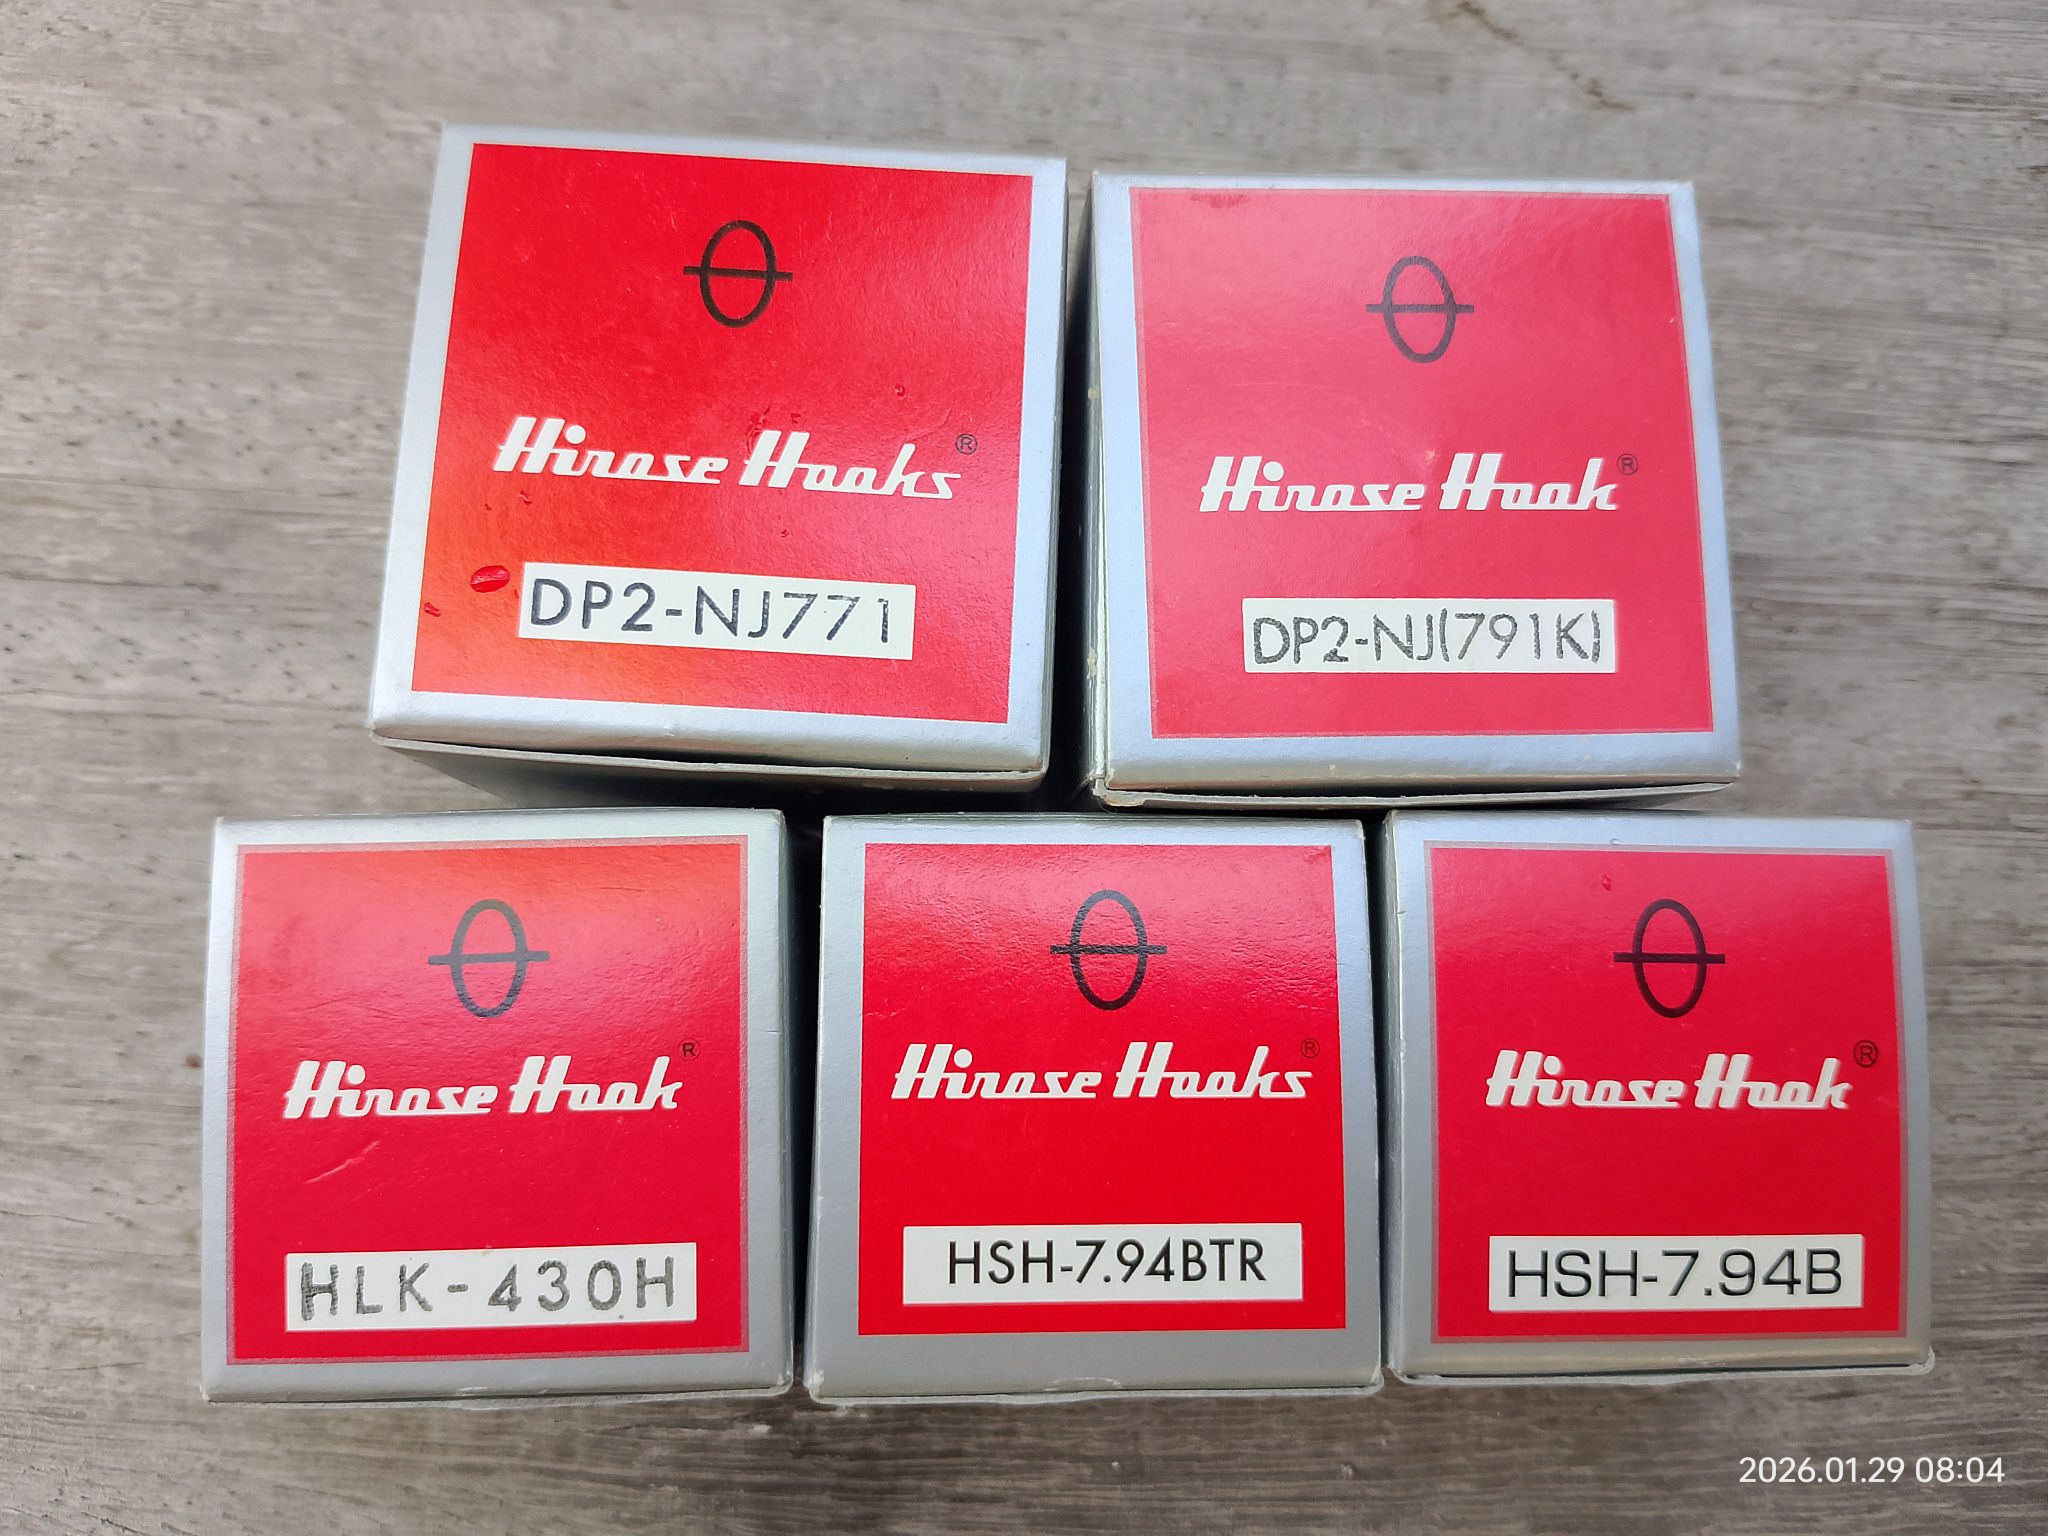 Hirose Hooks®
DP2-NJ771
Hirose Hook®
DP2-NJ(791K)
Hirose Hook®
HLK-430H
Hirose Hooks®
HSH-7.94BTR
Hirose Hook®
HSH-7.94B
2026.01.29 08:04